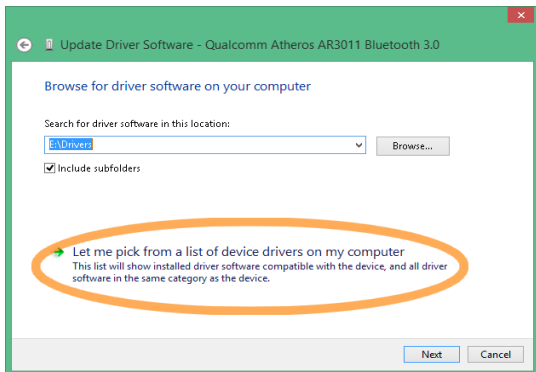 Update Driver Software - Qualcomm Atheros AR3011 Bluetooth 3.0
Browse for driver software on your computer
Search for driver software in this location:
E:\Drivers
Browse...
Include subfolders
Let me pick from a list of device drivers on my computer
This list will show installed driver software compatible with the device, and all driver
software in the same category as the device.
Next Cancel